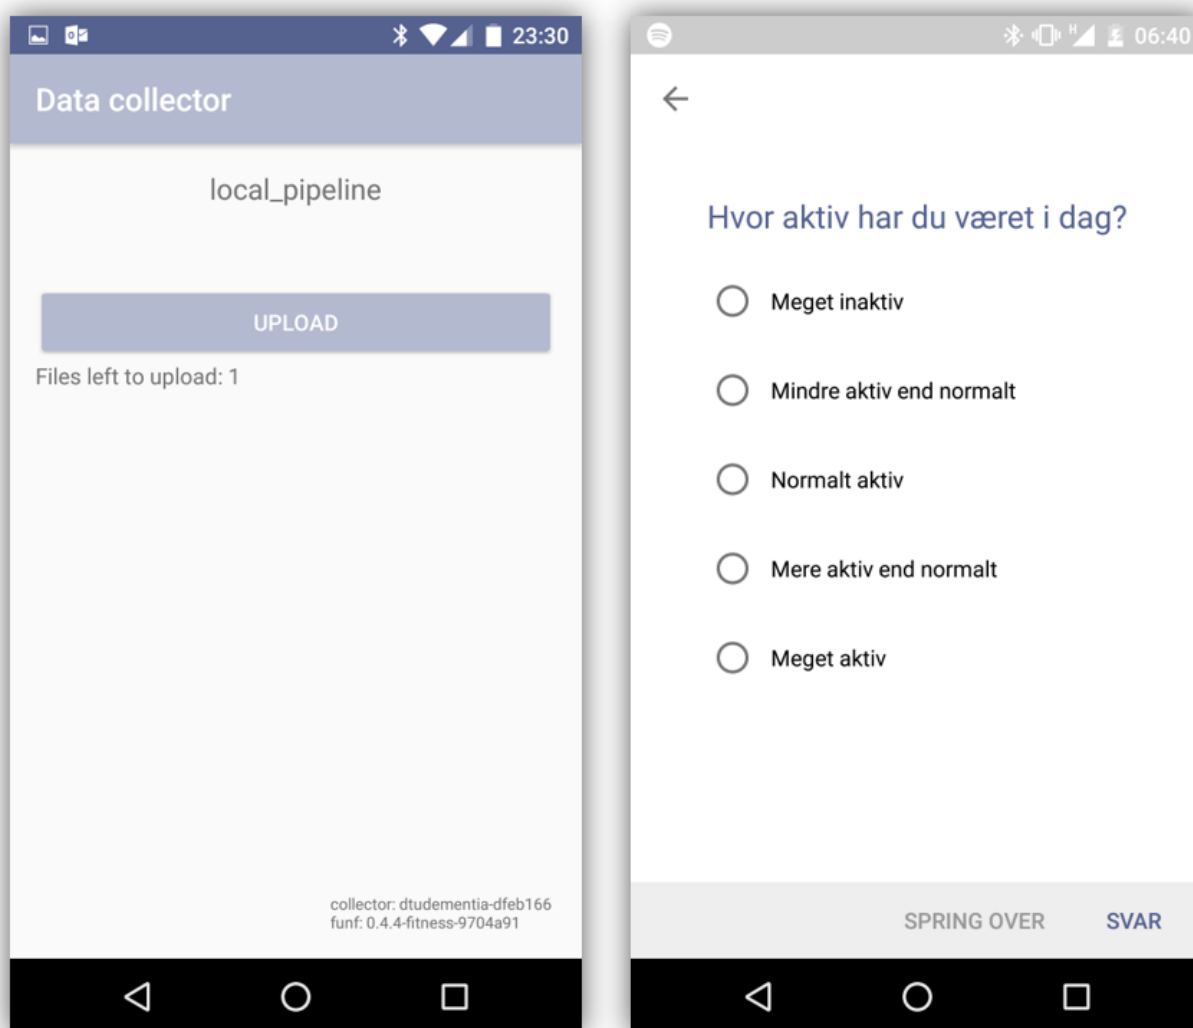 23:30
Data collector
local_pipeline
UPLOAD
Files left to upload: 1
collector: dtudementia-dfeb166
funf: 0.4.4-fitness-9704a91
H 06:40
Hvor aktiv har du været i dag?
Meget inaktiv
Mindre aktiv end normalt
Normalt aktiv
Mere aktiv end normalt
Meget aktiv
SPRING OVER SVAR